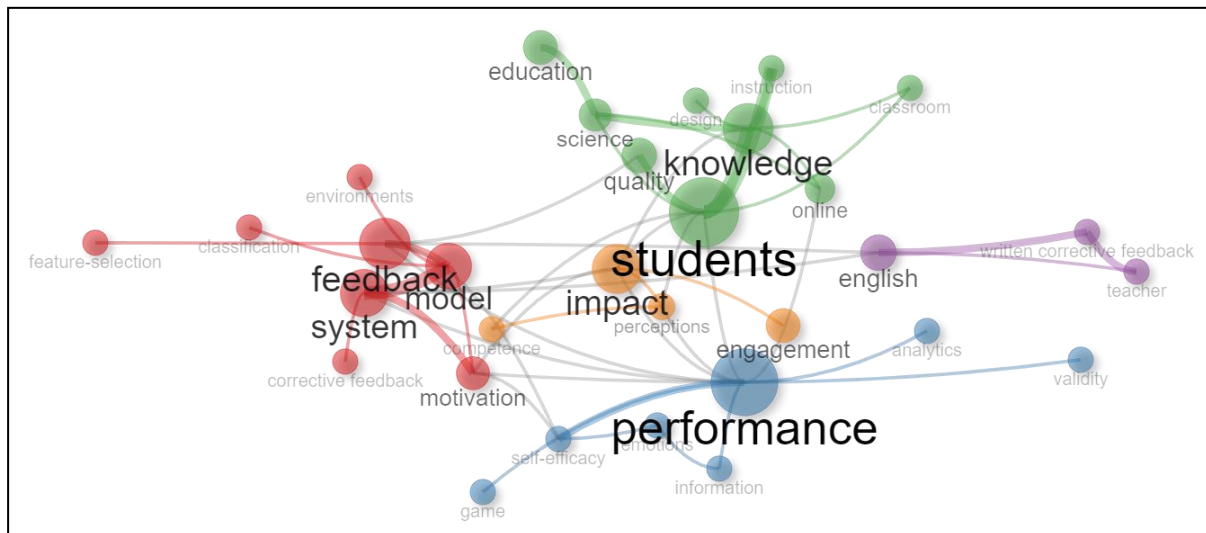 education
instruction
classroom
design
science
knowledge
quality
environments
online
classification
written corrective feedback
feature-selection
students
english
feedback
teacher
model
impact
system
perceptions
competence
engagement
analytics
corrective feedback
validity
motivation
performance
emotions
self-efficacy
information
game